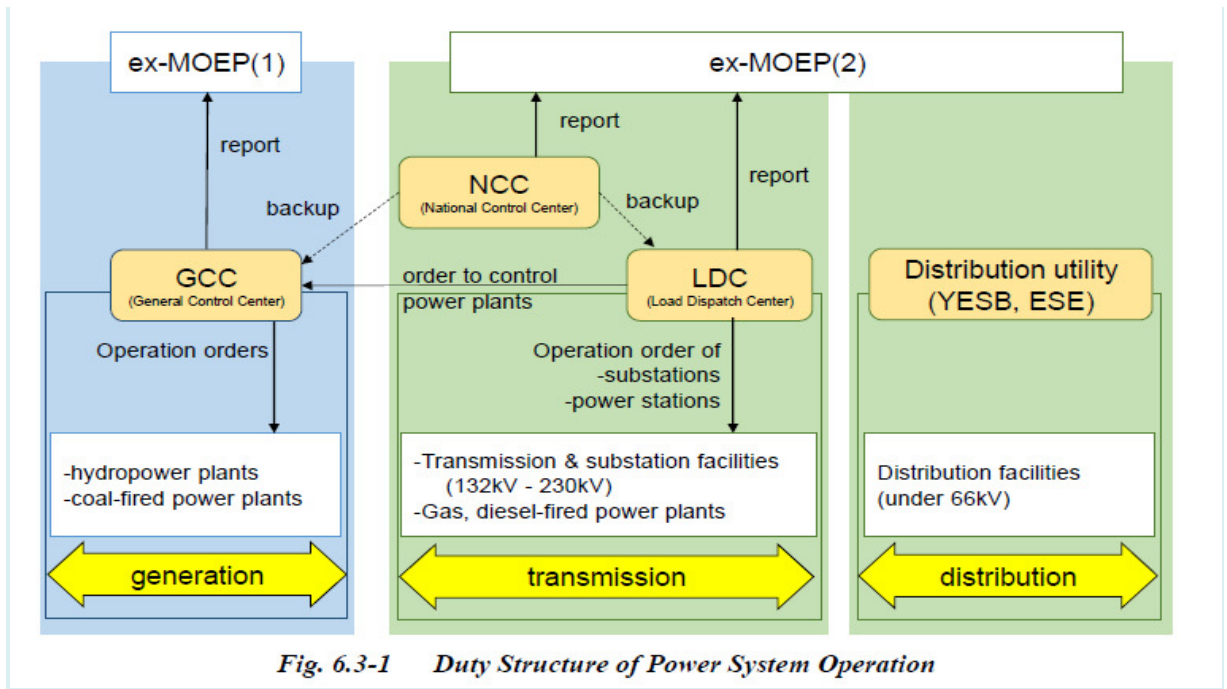 ex-MOEP(1)
ex-MOEP(2)
report
report
report
NCC
(National Control Center)
backup
backup
GCC
(General Control Center)
order to control
power plants
LDC
(Load Dispatch Center)
Distribution utility
(YESB, ESE)
Operation orders
Operation order of
-substations
-power stations
-hydropower plants
-coal-fired power plants
-Transmission & substation facilities
(132kV - 230kV)
-Gas, diesel-fired power plants
Distribution facilities
(under 66kV)
generation
transmission
distribution
Fig. 6.3-1 Duty Structure of Power System Operation